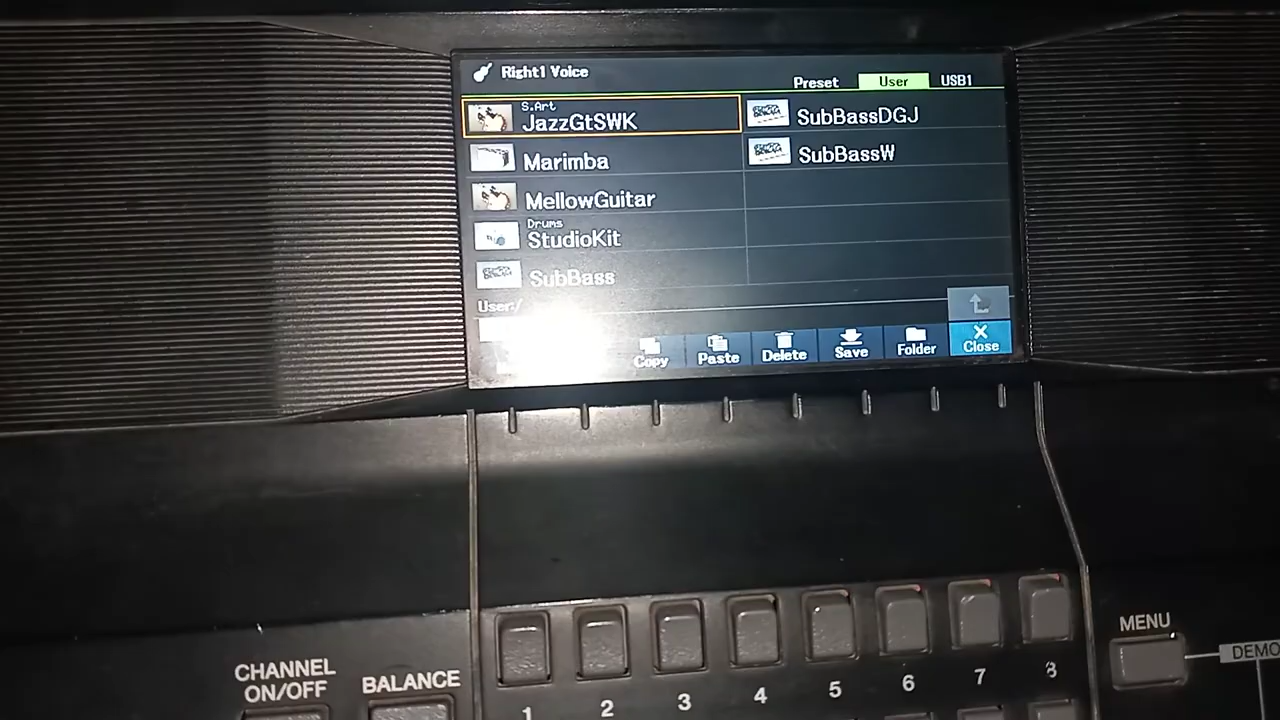 Right1 Voice
Preset User USB1
S.Art
JazzGtSWK
Marimba
MellowGuitar
Drums
StudioKit
SubBass
SubBassDGJ
SubBassW
User:/
Copy Paste Delete Save Folder Close
CHANNEL
ON/OFF
BALANCE
1 2 3 4 5 6 7 8
MENU
DEMO